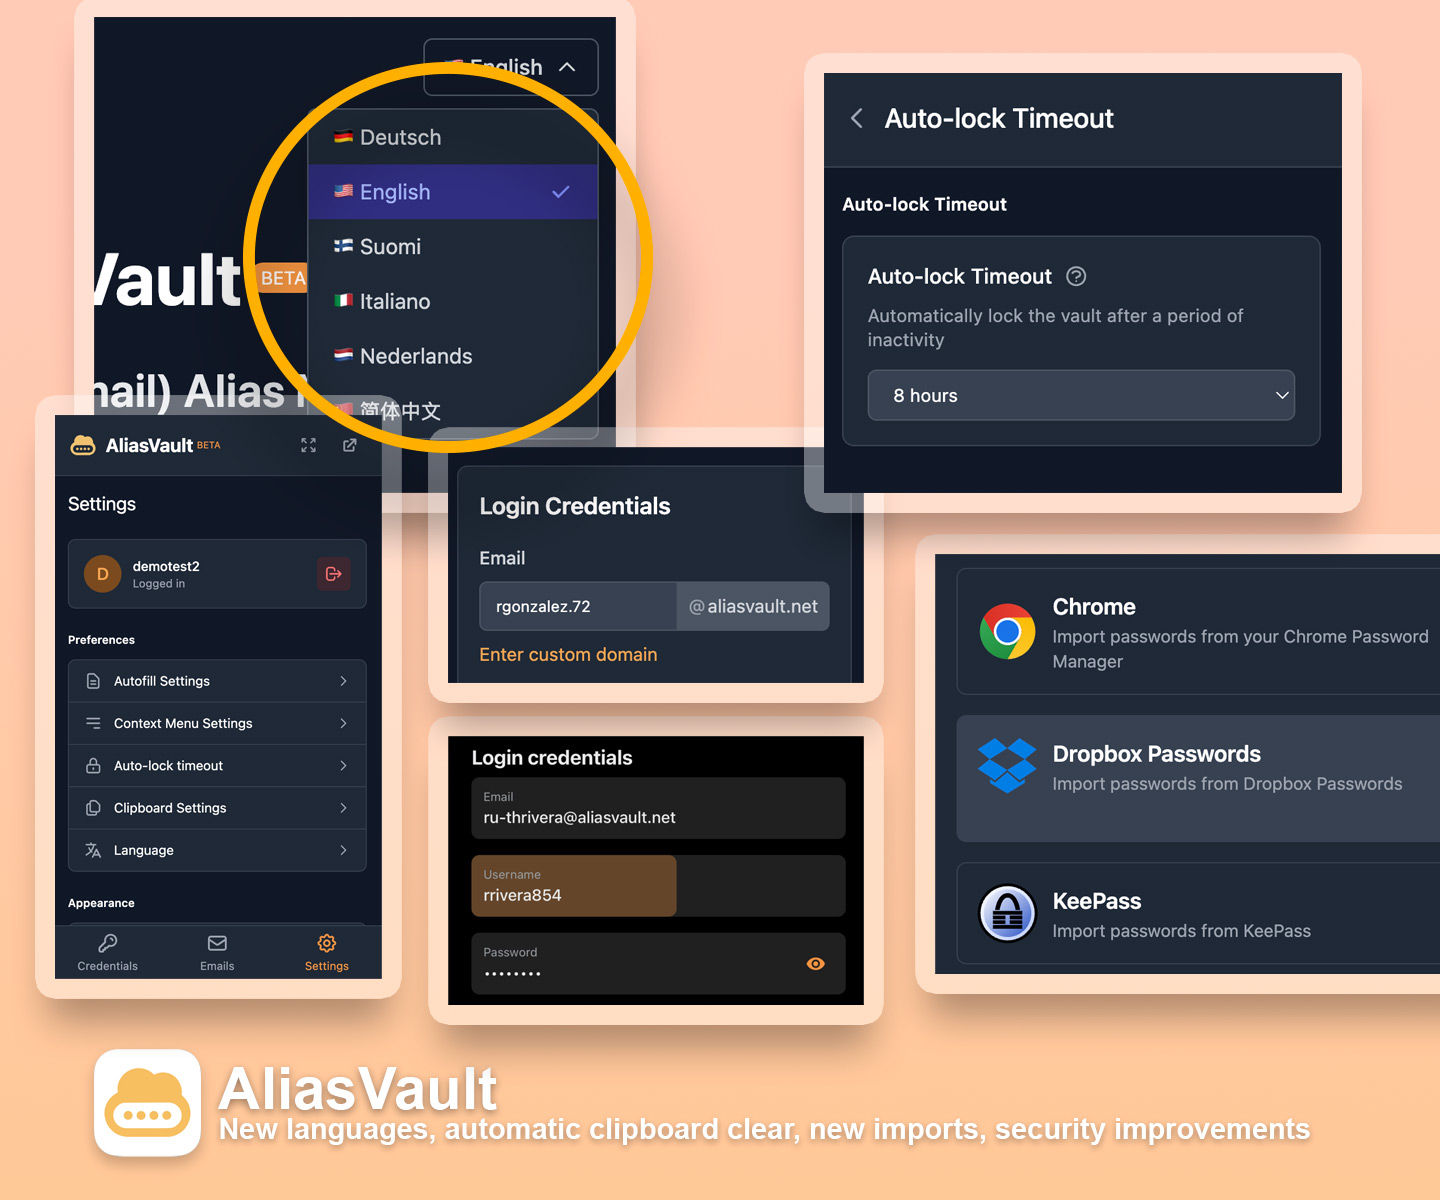 English
Deutsch
English
Suomi
Italiano
Nederlands
简体中文
Vault BETA
Alias
Auto-lock Timeout
Auto-lock Timeout
Auto-lock Timeout
Automatically lock the vault after a period of
inactivity
8 hours
AliasVault BETA
Settings
D
demotest2
Logged in
Preferences
Autofill Settings
Context Menu Settings
Auto-lock timeout
Clipboard Settings
Language
Appearance
Credentials
Emails
Settings
Login Credentials
Email
rgonzalez.72 @aliasvault.net
Enter custom domain
Login credentials
Email
ru-thrivera@aliasvault.net
Username
rrivera854
Password
Chrome
Import passwords from your Chrome Password
Manager
Dropbox Passwords
Import passwords from Dropbox Passwords
KeePass
Import passwords from KeePass
AliasVault
New languages, automatic clipboard clear, new imports, security improvements